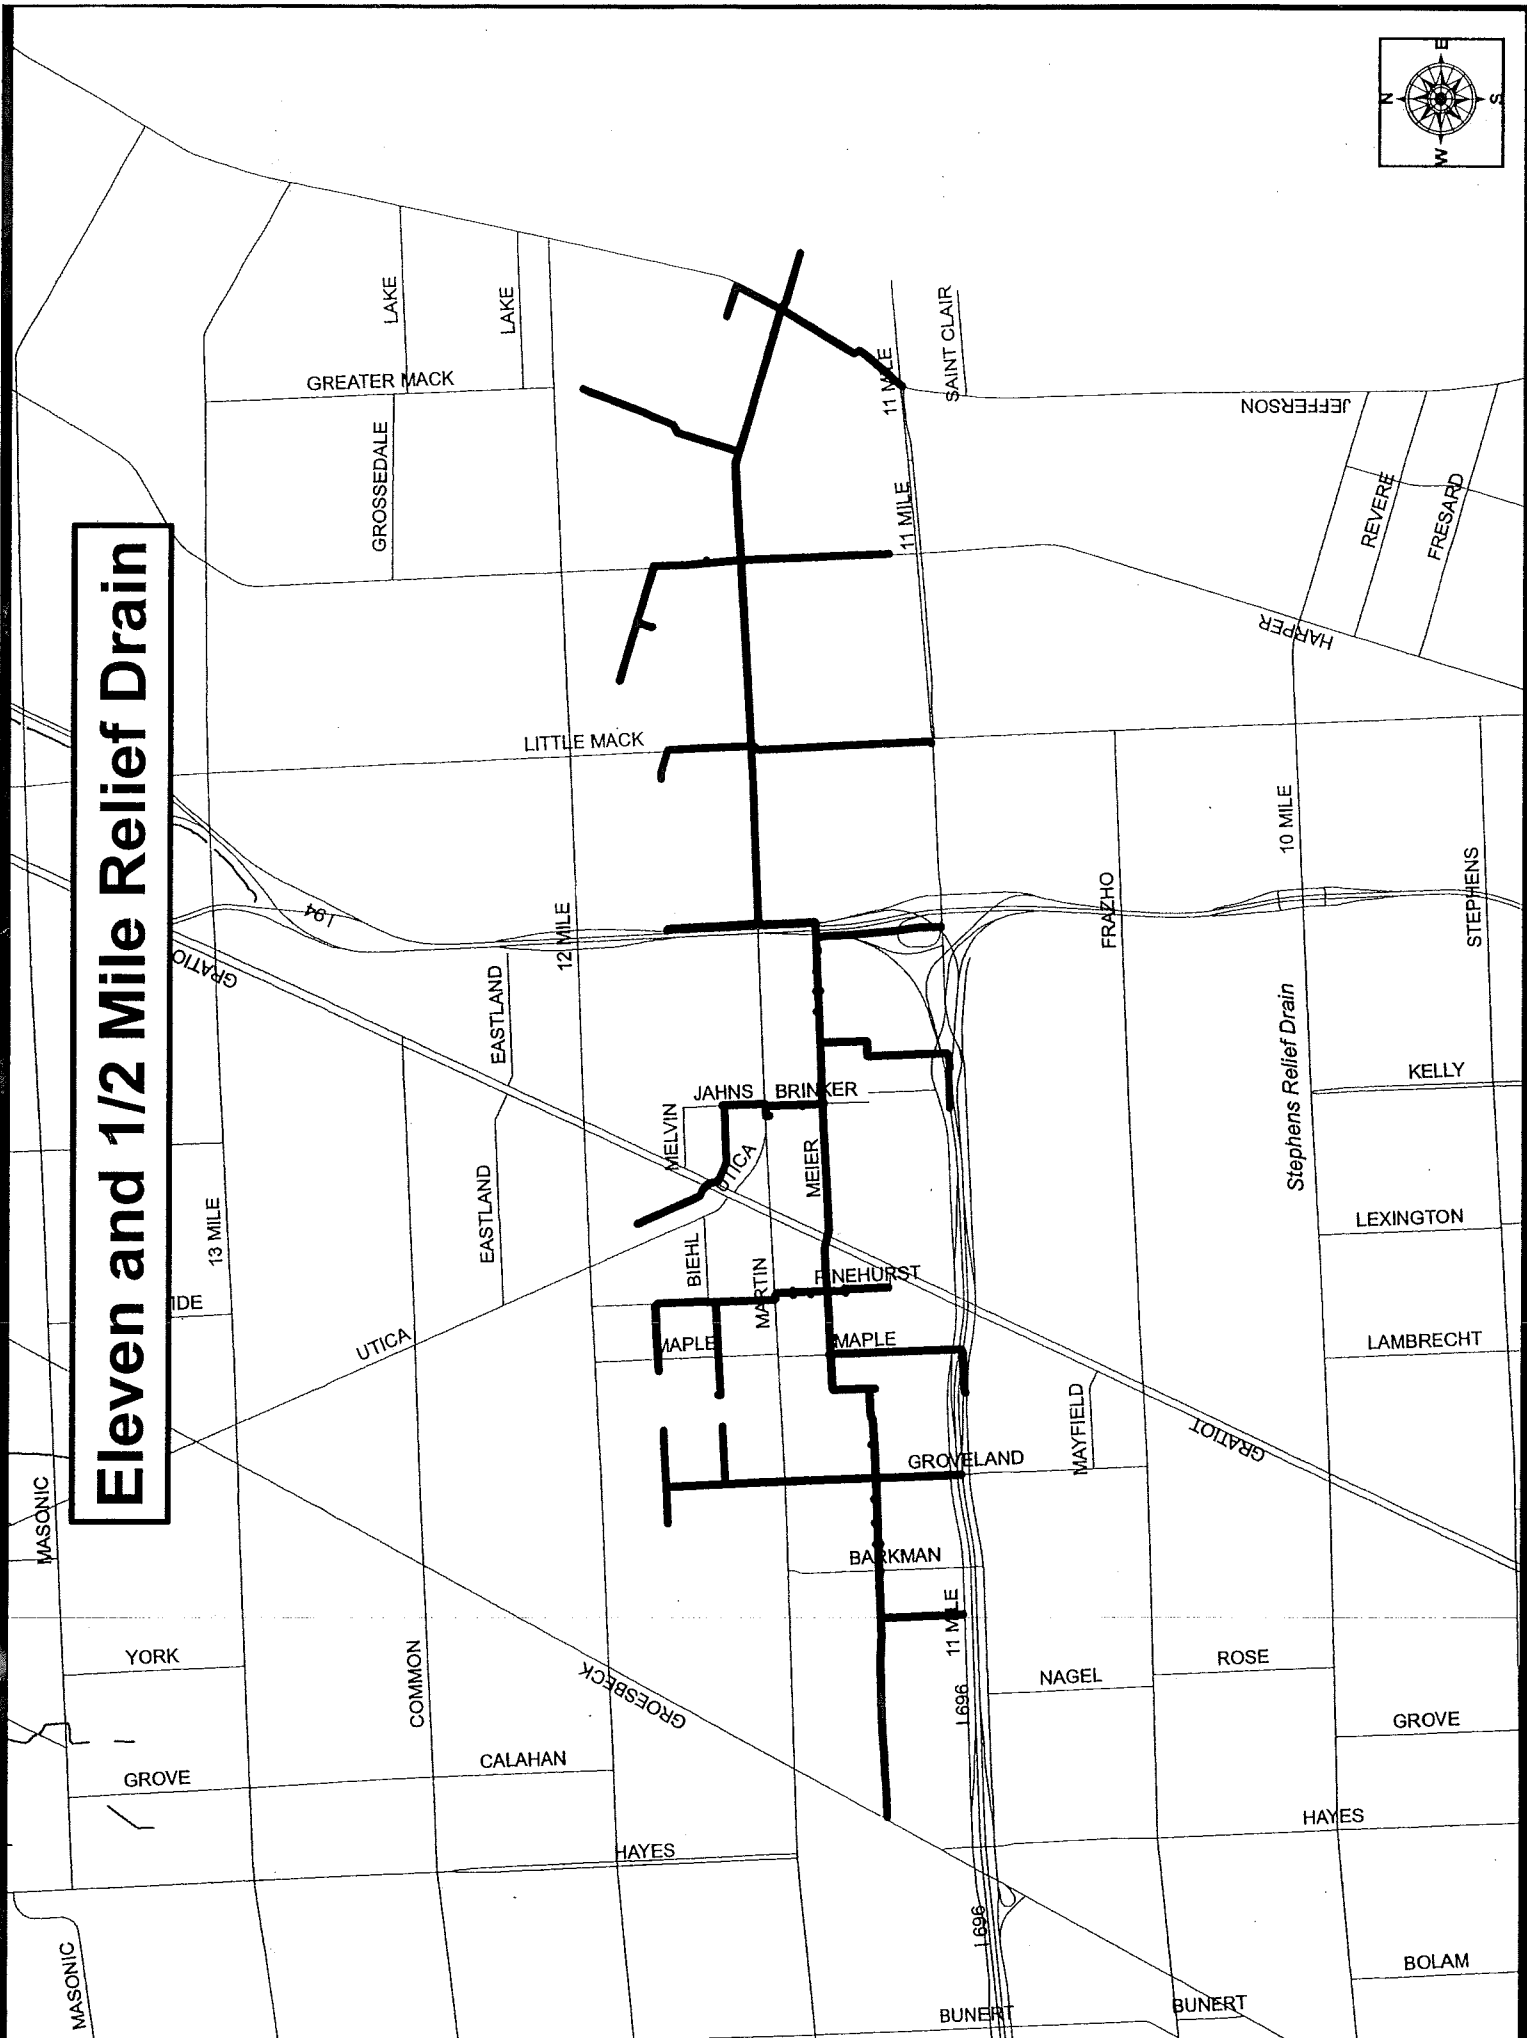 Eleven and 1/2 Mile Relief Drain
N
E
S
W
LAKE
LAKE
GREATER MACK
GROSSEDALE
11 MILE
SAINT CLAIR
JEFFERSON
11 MILE
REVERE
FRESARD
HARPER
LITTLE MACK
10 MILE
I 94
12 MILE
FRAZHO
STEPHENS
GRATIO
EASTLAND
Stephens Relief Drain
JAHNS
BRINKER
KELLY
MELVIN
UTICA
MEIER
EASTLAND
13 MILE
LEXINGTON
BIEHL
MARTIN
PINEHURST
IDE
UTICA
MAPLE
MAPLE
LAMBRECHT
MAYFIELD
GRATIOT
GROVELAND
MASONIC
BARKMAN
11 MILE
YORK
COMMON
GROESBECK
I 696
NAGEL
ROSE
GROVE
GROVE
CALAHAN
HAYES
HAYES
I 696
MASONIC
BOLAM
BUNERT
BUNERT